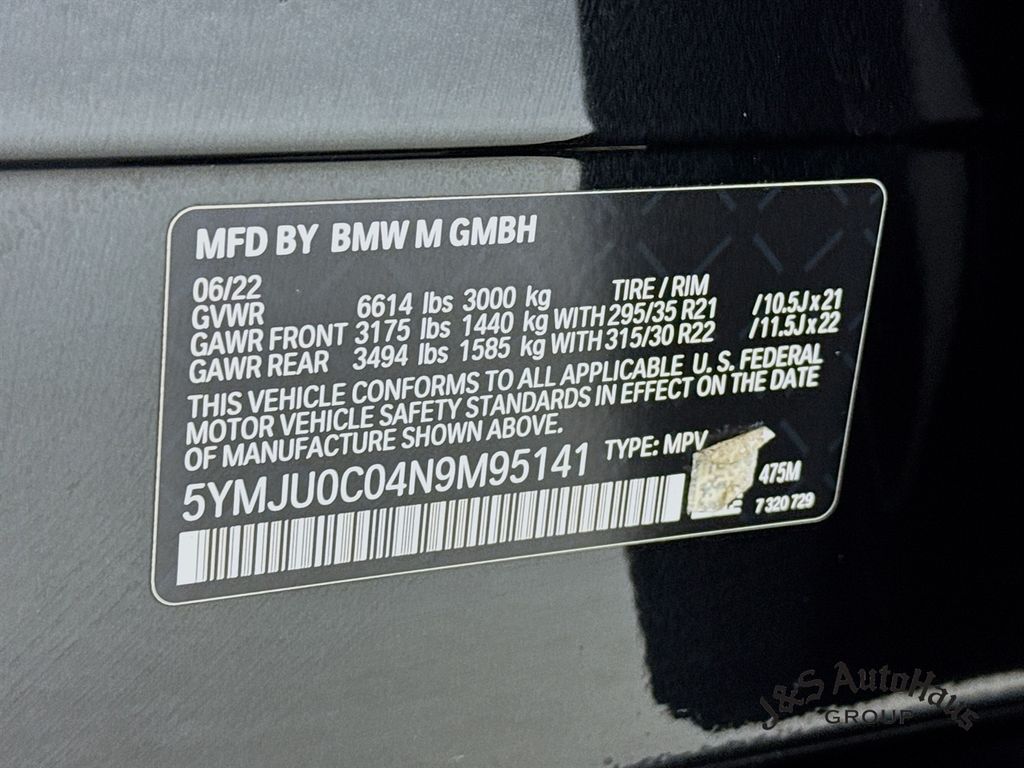 MFD BY BMW M GMBH
06/22 TIRE / RIM
GVWR 6614 lbs 3000 kg
GAWR FRONT 3175 lbs 1440 kg WITH 295/35 R21 /10.5J x 21
GAWR REAR 3494 lbs 1585 kg WITH 315/30 R22 /11.5J x 22
THIS VEHICLE CONFORMS TO ALL APPLICABLE U. S. FEDERAL
MOTOR VEHICLE SAFETY STANDARDS IN EFFECT ON THE DATE
OF MANUFACTURE SHOWN ABOVE.
5YMJU0C04N9M95141 TYPE: MPV
475M
7 320 729
J&S AutoHaus
GROUP